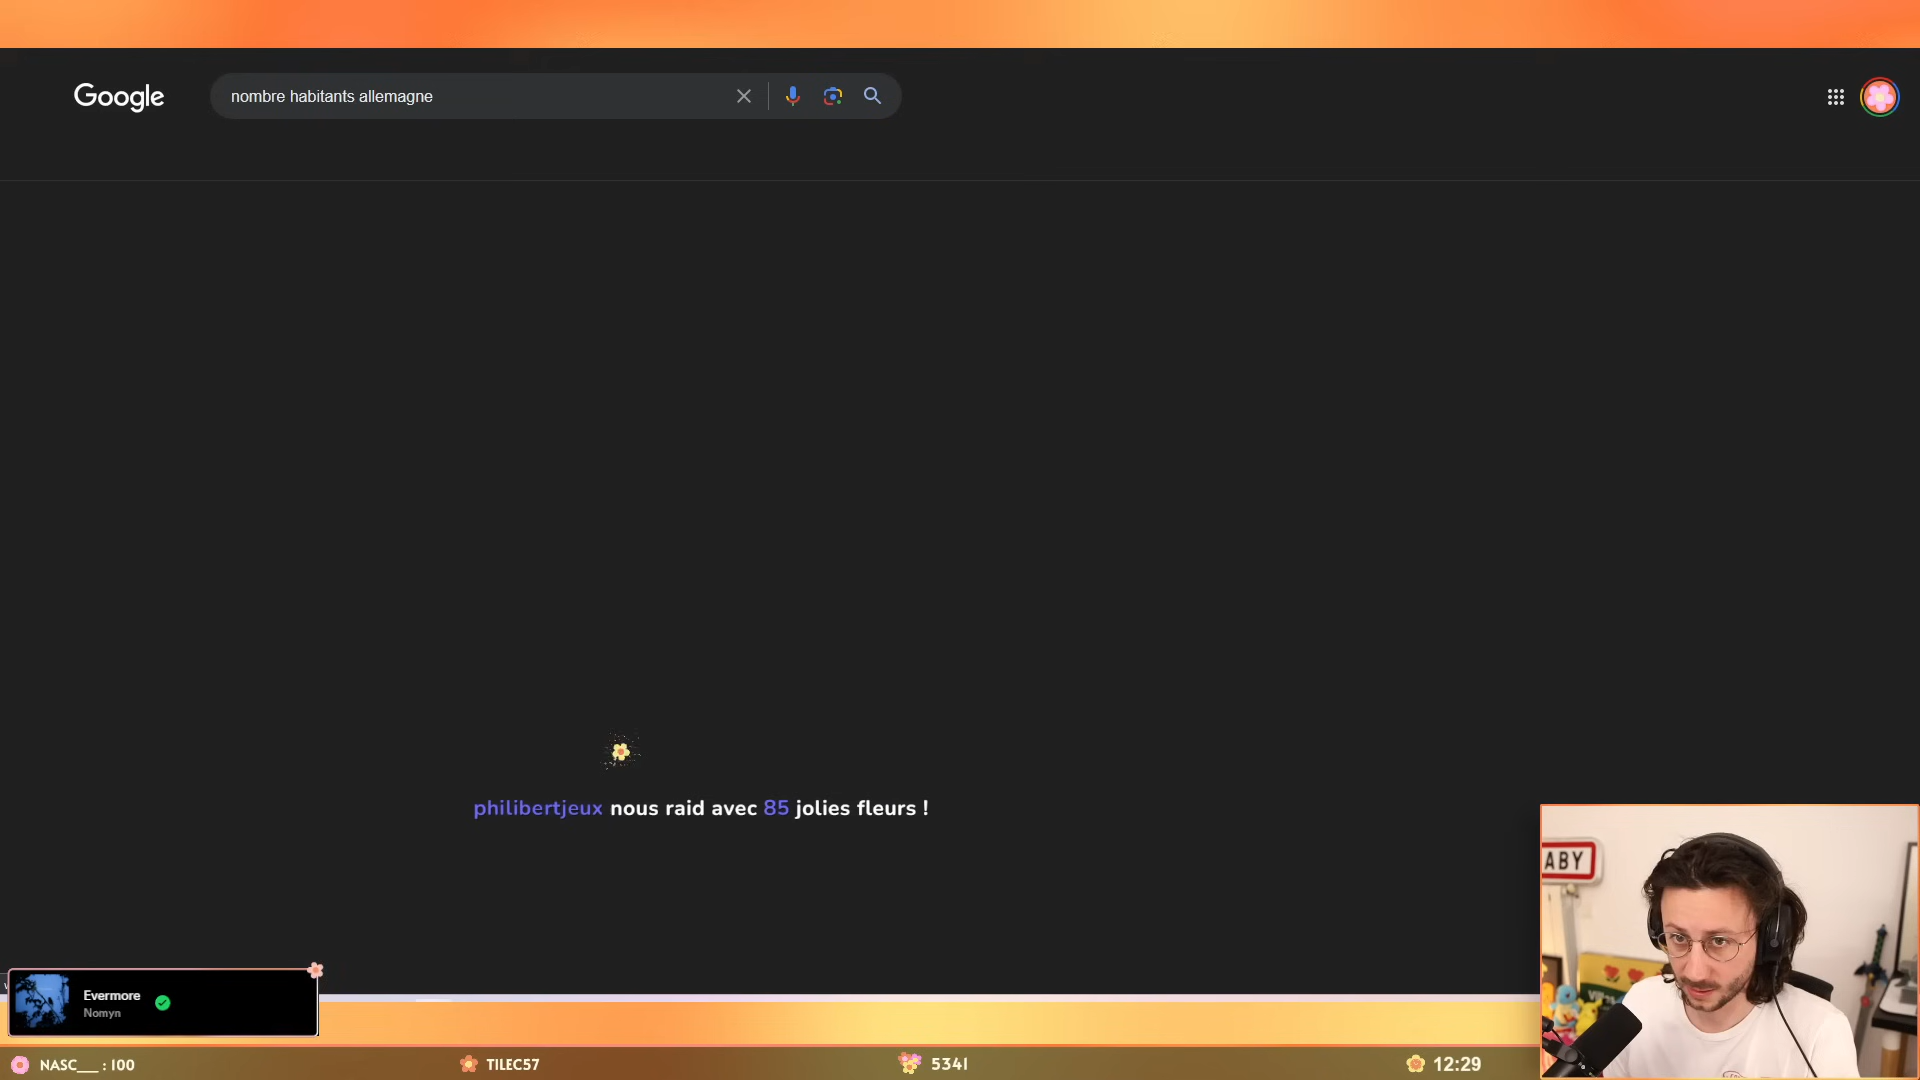 Google
nombre habitants allemagne
philibertjeux nous raid avec 85 jolies fleurs !
ABY
Evermore
Nomyn
NASC___ : 100
TILEC57
5341
12:29